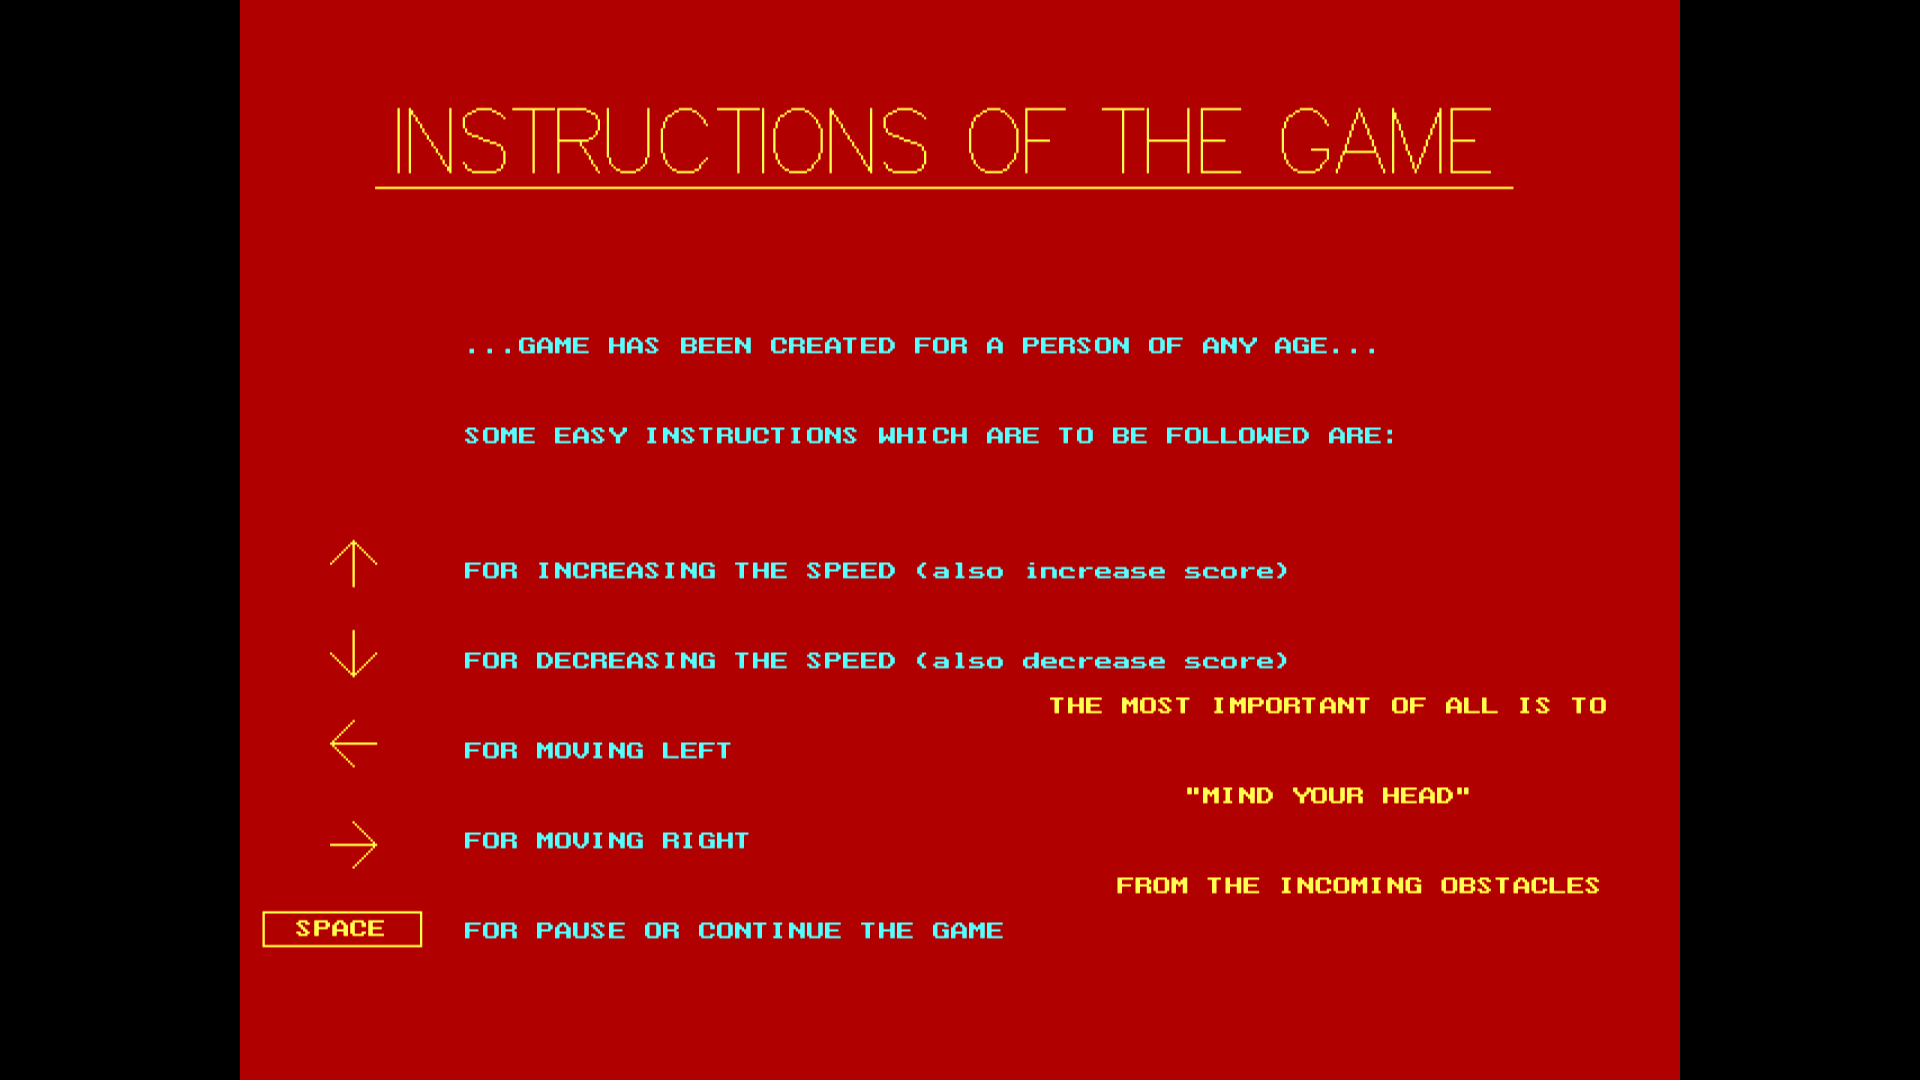 INSTRUCTIONS OF THE GAME
...GAME HAS BEEN CREATED FOR A PERSON OF ANY AGE...
SOME EASY INSTRUCTIONS WHICH ARE TO BE FOLLOWED ARE:
FOR INCREASING THE SPEED (also increase score)
FOR DECREASING THE SPEED (also decrease score)
THE MOST IMPORTANT OF ALL IS TO
FOR MOVING LEFT
"MIND YOUR HEAD"
FOR MOVING RIGHT
FROM THE INCOMING OBSTACLES
SPACE FOR PAUSE OR CONTINUE THE GAME